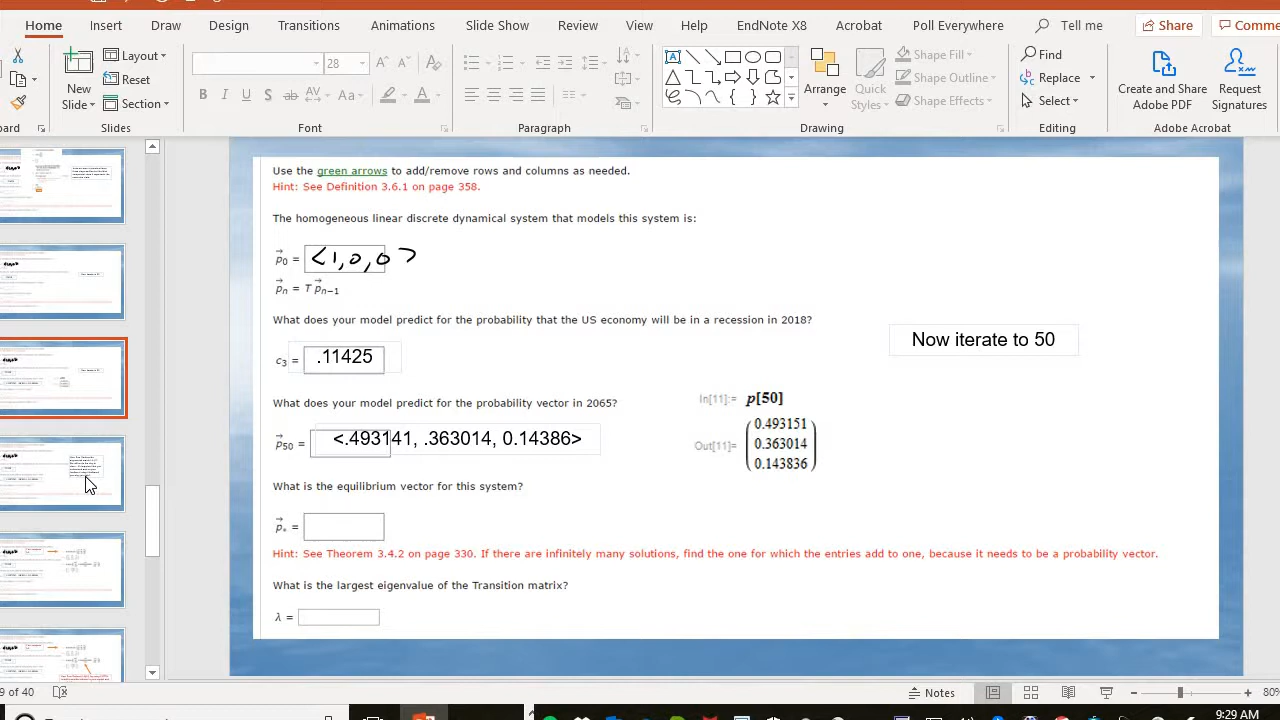 Home Insert Draw Design Transitions Animations Slide Show Review View Help EndNote X8 Acrobat Poll Everywhere Tell me Share Comme
New Slide Layout Reset Section
28
Find Replace Select
Arrange Quick Styles Shape Fill Shape Outline Shape Effects
Create and Share Adobe PDF Request Signatures
oard Slides Font Paragraph Drawing Editing Adobe Acrobat
Use the green arrows to add/remove rows and columns as needed.
Hint: See Definition 3.6.1 on page 358.
The homogeneous linear discrete dynamical system that models this system is:
p⃗0 = <1,0,0>
p⃗n = T p⃗n−1
What does your model predict for the probability that the US economy will be in a recession in 2018?
Now iterate to 50
c3 = .11425
What does your model predict for the probability vector in 2065?
In[11]:= p[50]
p⃗50 = <.493141, .363014, 0.14386>
Out[11]= 0.493151
0.363014
0.143836
What is the equilibrium vector for this system?
p⃗* =
Hint: See Theorem 3.4.2 on page 330. If there are infinitely many solutions, find the one for which the entries add to one, because it needs to be a probability vector.
What is the largest eigenvalue of the Transition matrix?
λ =
9 of 40 Notes 80%
9:29 AM